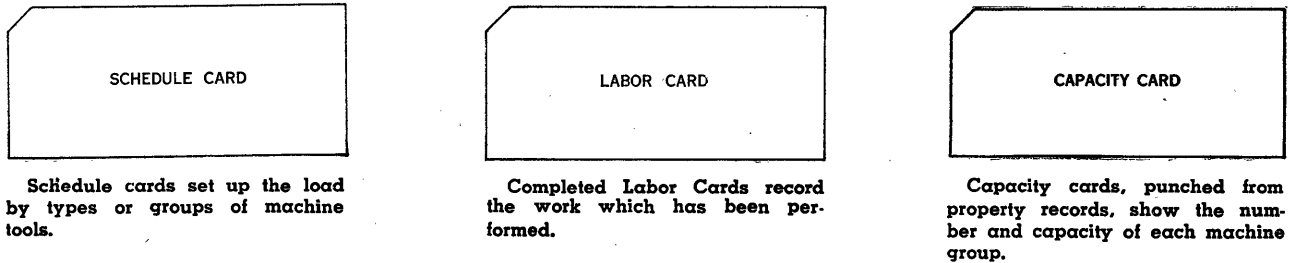 SCHEDULE CARD
Schedule cards set up the load
by types or groups of machine
tools.
LABOR CARD
Completed Labor Cards record
the work which has been per-
formed.
CAPACITY CARD
Capacity cards, punched from
property records, show the num-
ber and capacity of each machine
group.